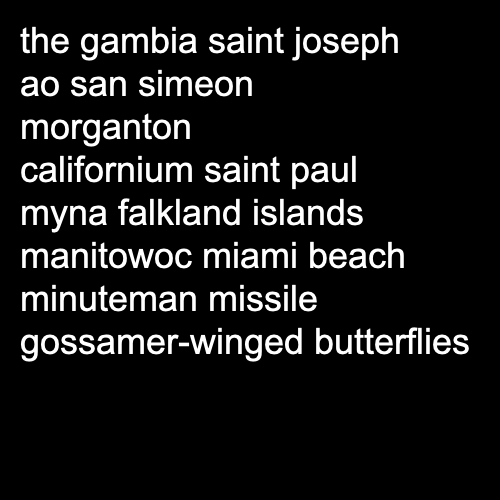 the gambia saint joseph
ao san simeon
morganton
californium saint paul
myna falkland islands
manitowoc miami beach
minuteman missile
gossamer-winged butterflies